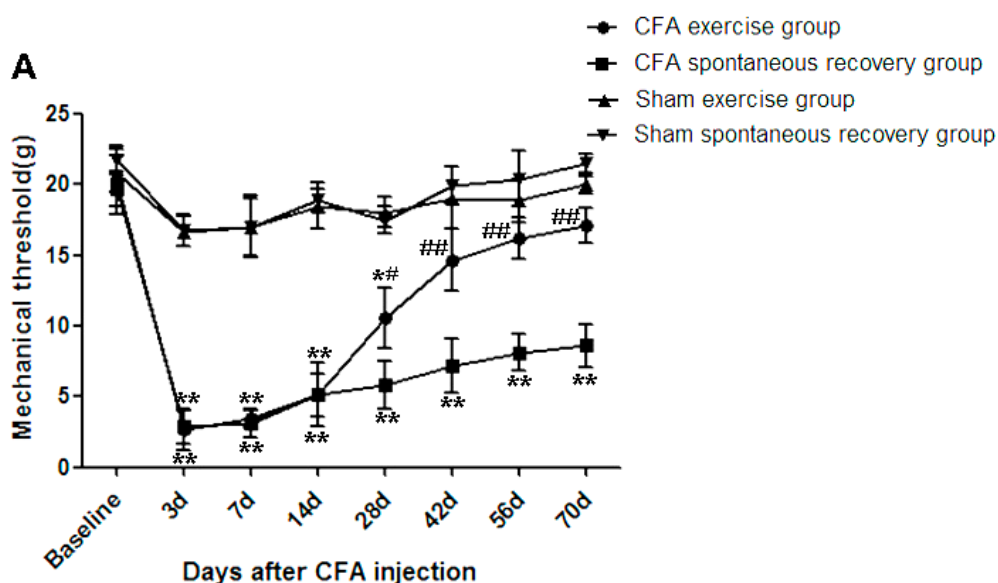 CFA exercise group
CFA spontaneous recovery group
Sham exercise group
Sham spontaneous recovery group
A
Mechanical threshold(g)
25
20
15
10
5
0
## ## ##
*#
**
** **
** ** ** ** ** ** **
Baseline 3d 7d 14d 28d 42d 56d 70d
Days after CFA injection